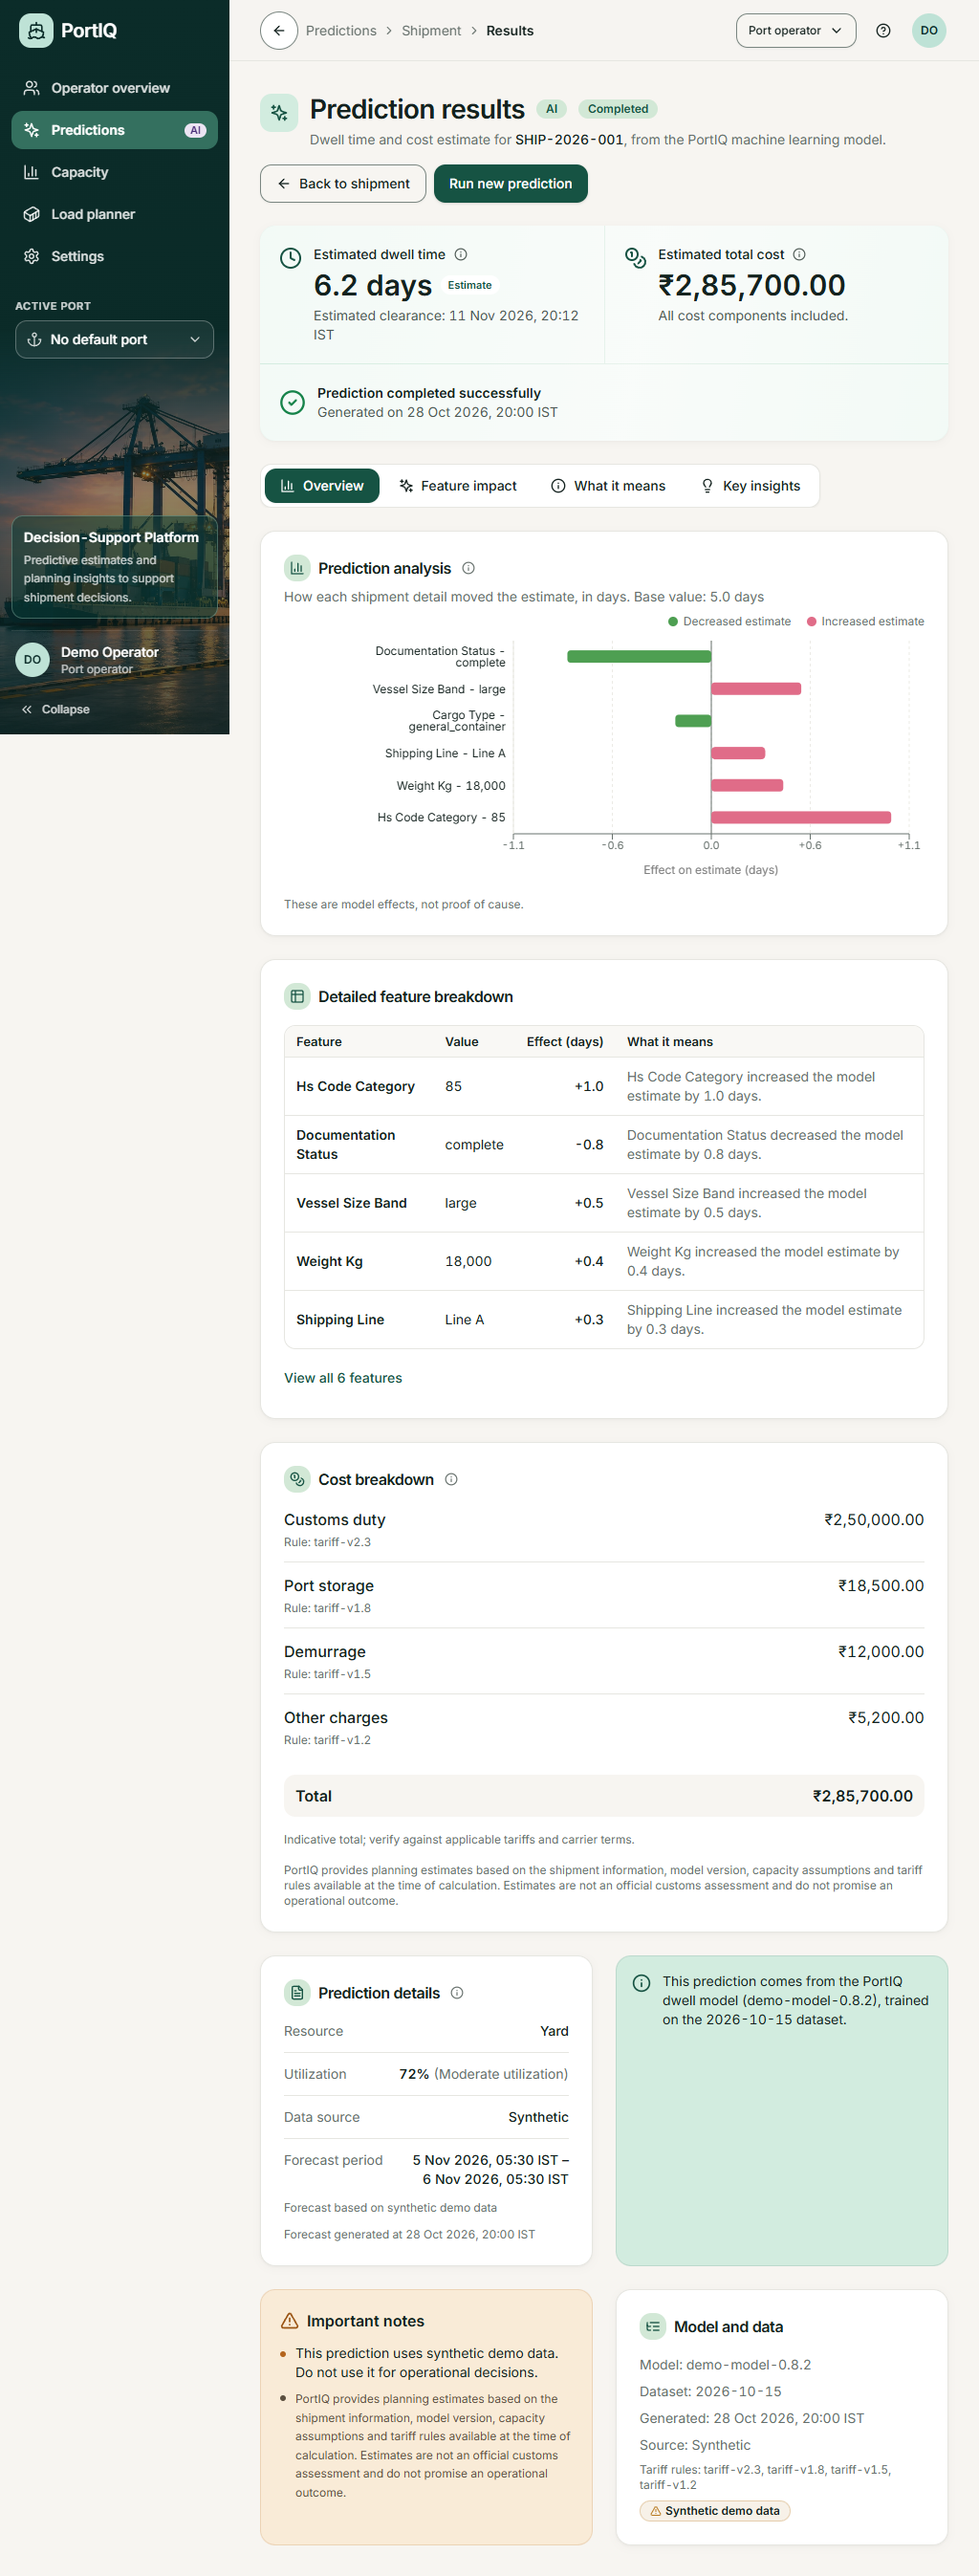 PortIQ
Operator overview
Predictions AI
Capacity
Load planner
Settings
ACTIVE PORT
No default port
Decision-Support Platform
Predictive estimates and
planning insights to support
shipment decisions.
DO Demo Operator
Port operator
Collapse
Predictions > Shipment > Results
Port operator
DO
Prediction results AI Completed
Dwell time and cost estimate for SHIP-2026-001, from the PortIQ machine learning model.
Back to shipment
Run new prediction
Estimated dwell time
6.2 days Estimate
Estimated clearance: 11 Nov 2026, 20:12
IST
Estimated total cost
₹2,85,700.00
All cost components included.
Prediction completed successfully
Generated on 28 Oct 2026, 20:00 IST
Overview
Feature impact
What it means
Key insights
Prediction analysis
How each shipment detail moved the estimate, in days. Base value: 5.0 days
Decreased estimate
Increased estimate
Documentation Status -
complete
Vessel Size Band - large
Cargo Type -
general_container
Shipping Line - Line A
Weight Kg - 18,000
Hs Code Category - 85
-1.1 -0.6 0.0 +0.6 +1.1
Effect on estimate (days)
These are model effects, not proof of cause.
Detailed feature breakdown
Feature Value Effect (days) What it means
Hs Code Category 85 +1.0 Hs Code Category increased the model
estimate by 1.0 days.
Documentation
Status
complete -0.8 Documentation Status decreased the model
estimate by 0.8 days.
Vessel Size Band large +0.5 Vessel Size Band increased the model
estimate by 0.5 days.
Weight Kg 18,000 +0.4 Weight Kg increased the model estimate by
0.4 days.
Shipping Line Line A +0.3 Shipping Line increased the model estimate
by 0.3 days.
View all 6 features
Cost breakdown
Customs duty ₹2,50,000.00
Rule: tariff-v2.3
Port storage ₹18,500.00
Rule: tariff-v1.8
Demurrage ₹12,000.00
Rule: tariff-v1.5
Other charges ₹5,200.00
Rule: tariff-v1.2
Total ₹2,85,700.00
Indicative total; verify against applicable tariffs and carrier terms.
PortIQ provides planning estimates based on the shipment information, model version, capacity assumptions and tariff
rules available at the time of calculation. Estimates are not an official customs assessment and do not promise an
operational outcome.
Prediction details
Resource Yard
Utilization 72% (Moderate utilization)
Data source Synthetic
Forecast period 5 Nov 2026, 05:30 IST –
6 Nov 2026, 05:30 IST
Forecast based on synthetic demo data
Forecast generated at 28 Oct 2026, 20:00 IST
This prediction comes from the PortIQ
dwell model (demo-model-0.8.2), trained
on the 2026-10-15 dataset.
Important notes
This prediction uses synthetic demo data.
Do not use it for operational decisions.
PortIQ provides planning estimates based on the
shipment information, model version, capacity
assumptions and tariff rules available at the time of
calculation. Estimates are not an official customs
assessment and do not promise an operational
outcome.
Model and data
Model: demo-model-0.8.2
Dataset: 2026-10-15
Generated: 28 Oct 2026, 20:00 IST
Source: Synthetic
Tariff rules: tariff-v2.3, tariff-v1.8, tariff-v1.5,
tariff-v1.2
Synthetic demo data